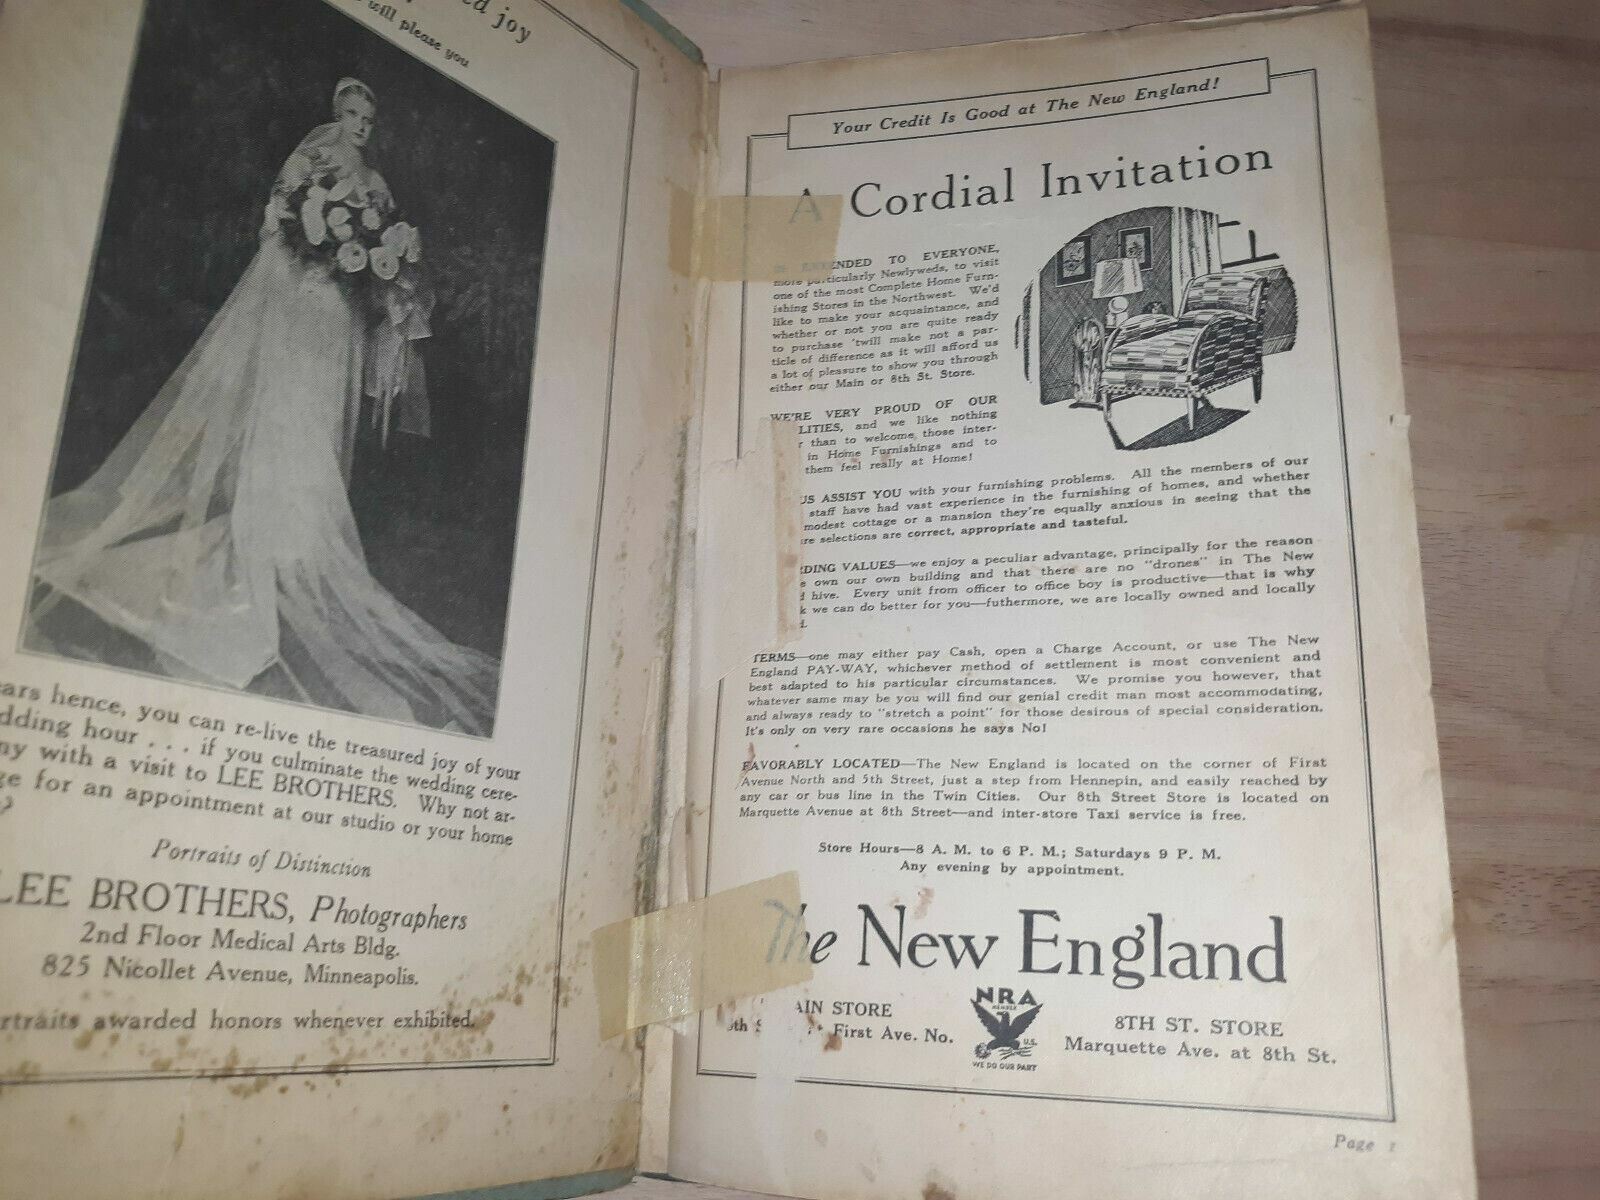 ed joy
will please you
ears hence, you can re-live the treasured joy of your
dding hour . . . if you culminate the wedding cere-
ny with a visit to LEE BROTHERS. Why not ar-
ge for an appointment at our studio or your home
?
Portraits of Distinction
LEE BROTHERS, Photographers
2nd Floor Medical Arts Bldg.
825 Nicollet Avenue, Minneapolis.
rtraits awarded honors whenever exhibited.
Your Credit Is Good at The New England!
A Cordial Invitation
IS EXTENDED TO EVERYONE,
more particularly Newlyweds, to visit
one of the most Complete Home Furn-
ishing Stores in the Northwest. We'd
like to make your acquaintance, and
whether or not you are quite ready
to purchase 'twill make not a par-
ticle of difference as it will afford us
a lot of pleasure to show you through
either our Main or 8th St. Store.
WE'RE VERY PROUD OF OUR
LITIES, and we like nothing
r than to welcome those inter-
in Home Furnishings and to
them feel really at Home!
US ASSIST YOU with your furnishing problems. All the members of our
staff have had vast experience in the furnishing of homes, and whether
modest cottage or a mansion they're equally anxious in seeing that the
re selections are correct, appropriate and tasteful.
DING VALUES—we enjoy a peculiar advantage, principally for the reason
e own our own building and that there are no "drones" in The New
d hive. Every unit from officer to office boy is productive—that is why
k we can do better for you—futhermore, we are locally owned and locally
d.
TERMS—one may either pay Cash, open a Charge Account, or use The New
England PAY-WAY, whichever method of settlement is most convenient and
best adapted to his particular circumstances. We promise you however, that
whatever same may be you will find our genial credit man most accommodating,
and always ready to "stretch a point" for those desirous of special consideration.
It's only on very rare occasions he says No!
FAVORABLY LOCATED—The New England is located on the corner of First
Avenue North and 5th Street, just a step from Hennepin, and easily reached by
any car or bus line in the Twin Cities. Our 8th Street Store is located on
Marquette Avenue at 8th Street—and inter-store Taxi service is free.
Store Hours—8 A. M. to 6 P. M.; Saturdays 9 P. M.
Any evening by appointment.
The New England
AIN STORE
5th S t First Ave. No.
NRA
MEMBER
U.S.
WE DO OUR PART
8TH ST. STORE
Marquette Ave. at 8th St.
Page 1